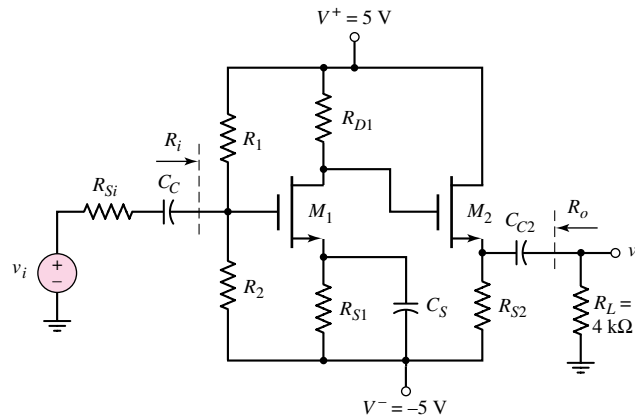 V⁺ = 5 V
R₁
R_D1
R_i
R_Si
C_C
M₁
M₂
C_C2
R_o
v_i
+
−
v
R₂
R_S1
C_S
R_S2
R_L =
4 kΩ
V⁻ = −5 V